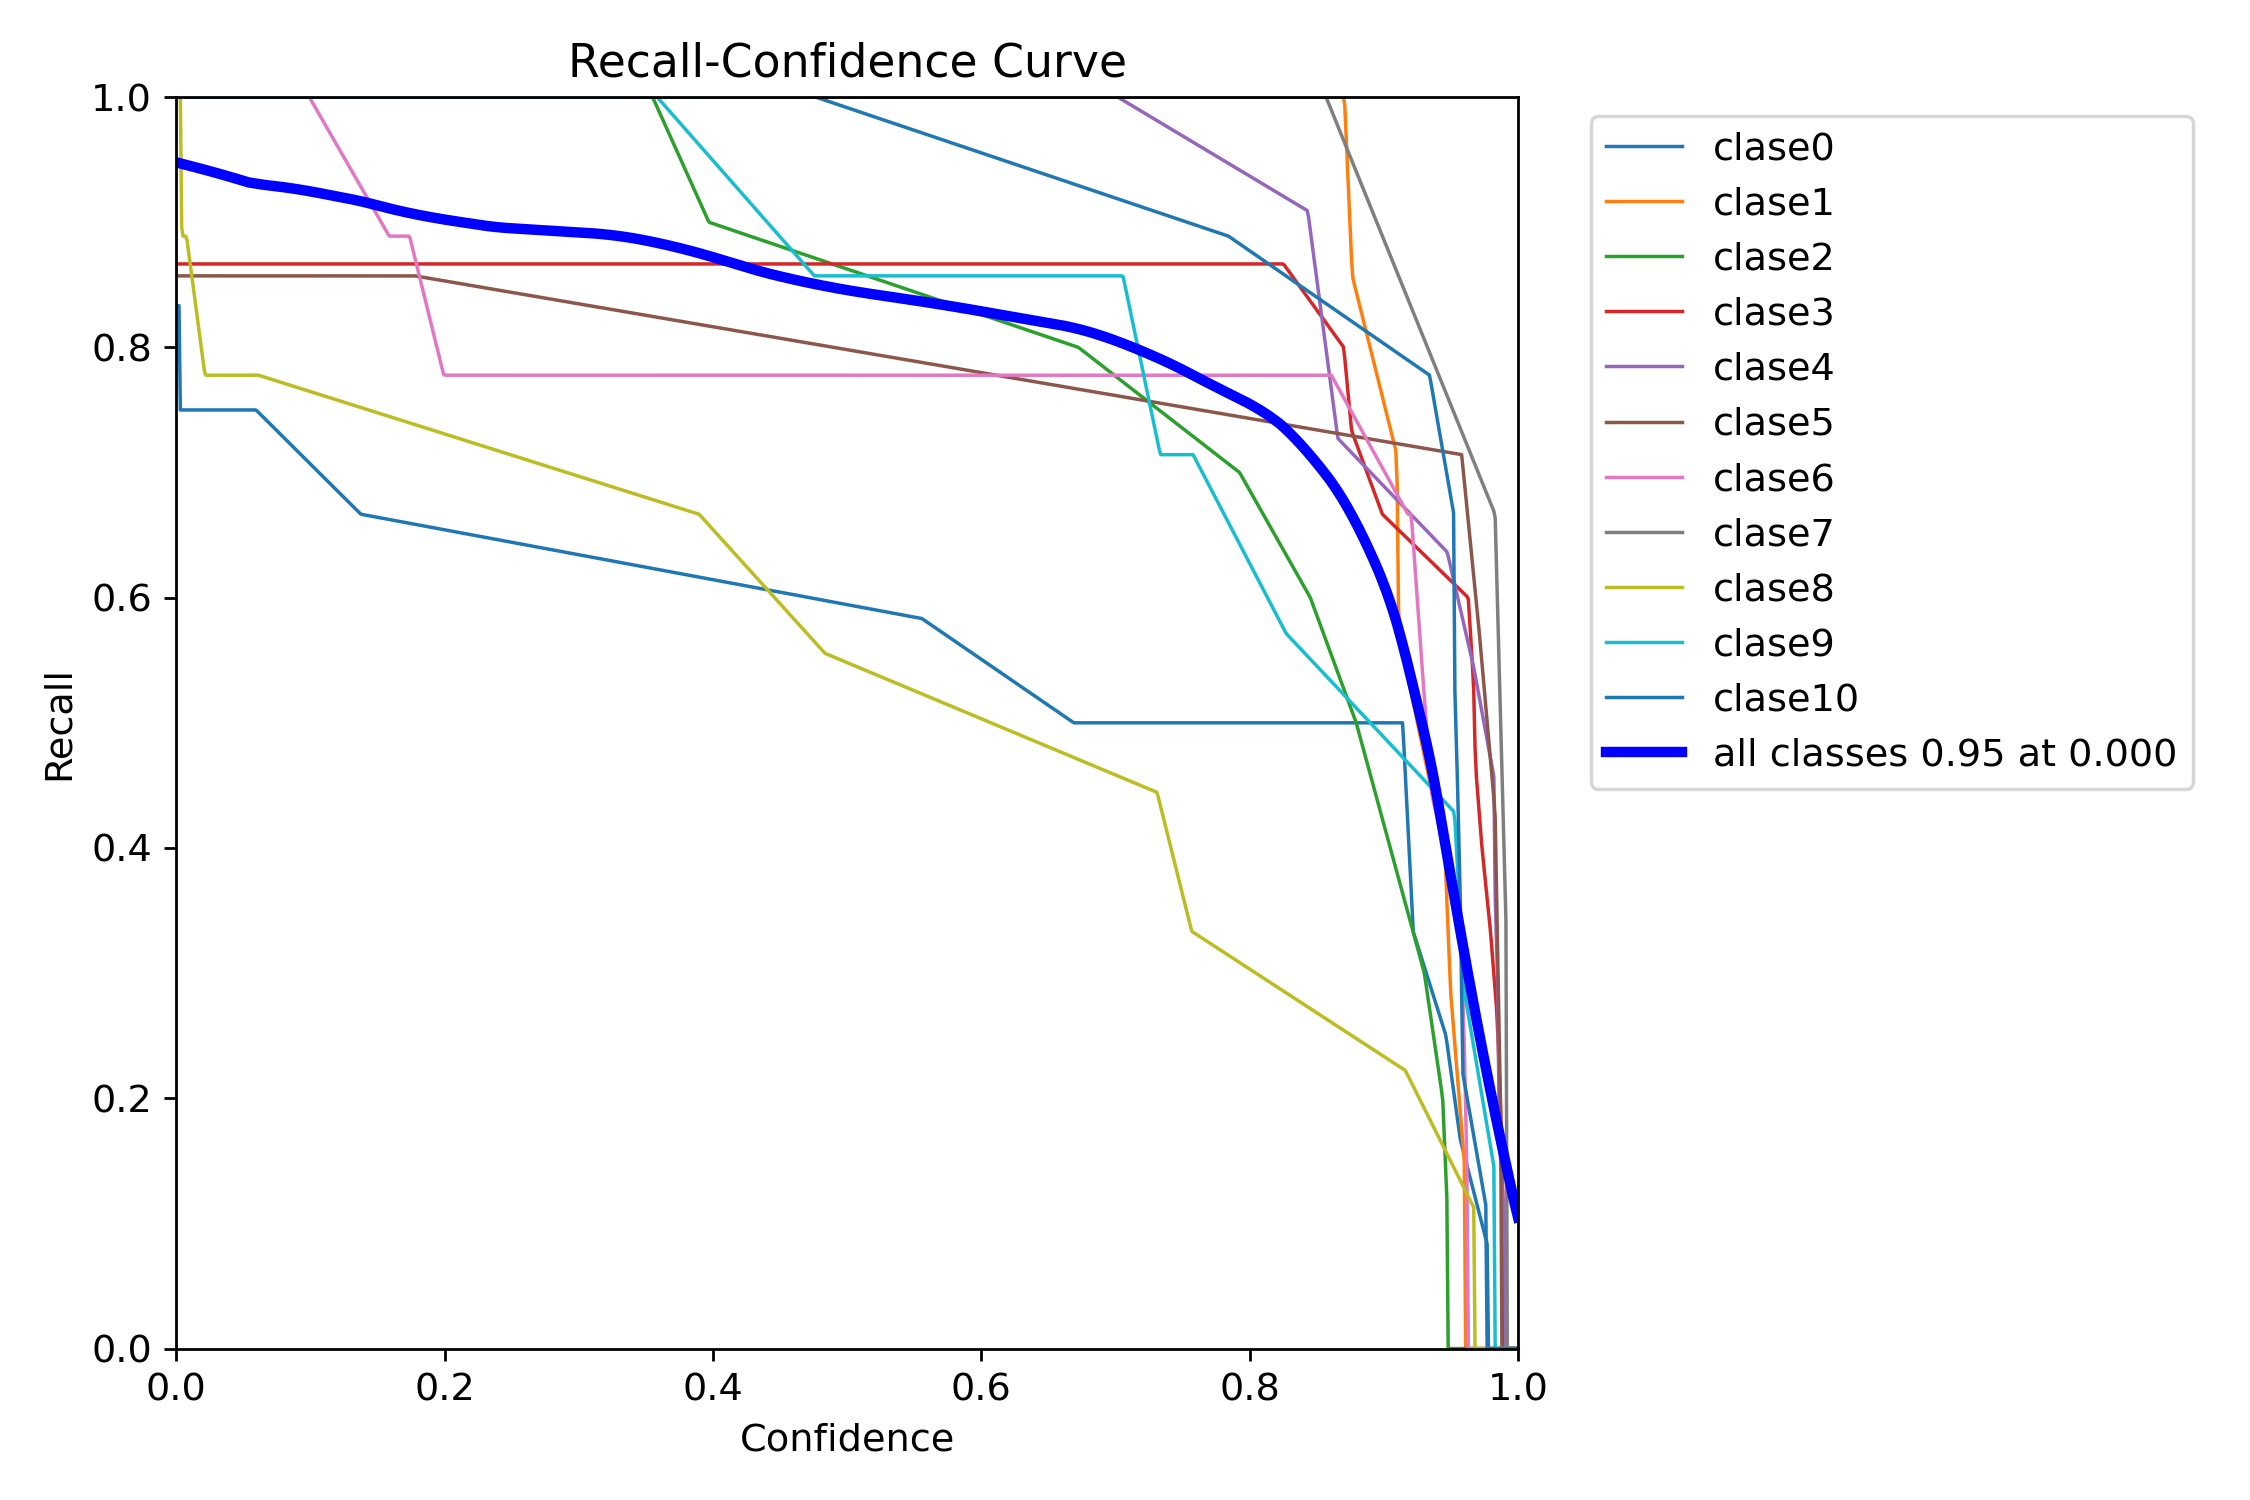 Recall-Confidence Curve
1.0
0.8
0.6
0.4
0.2
0.0
Recall
0.0 0.2 0.4 0.6 0.8 1.0
Confidence
clase0
clase1
clase2
clase3
clase4
clase5
clase6
clase7
clase8
clase9
clase10
all classes 0.95 at 0.000